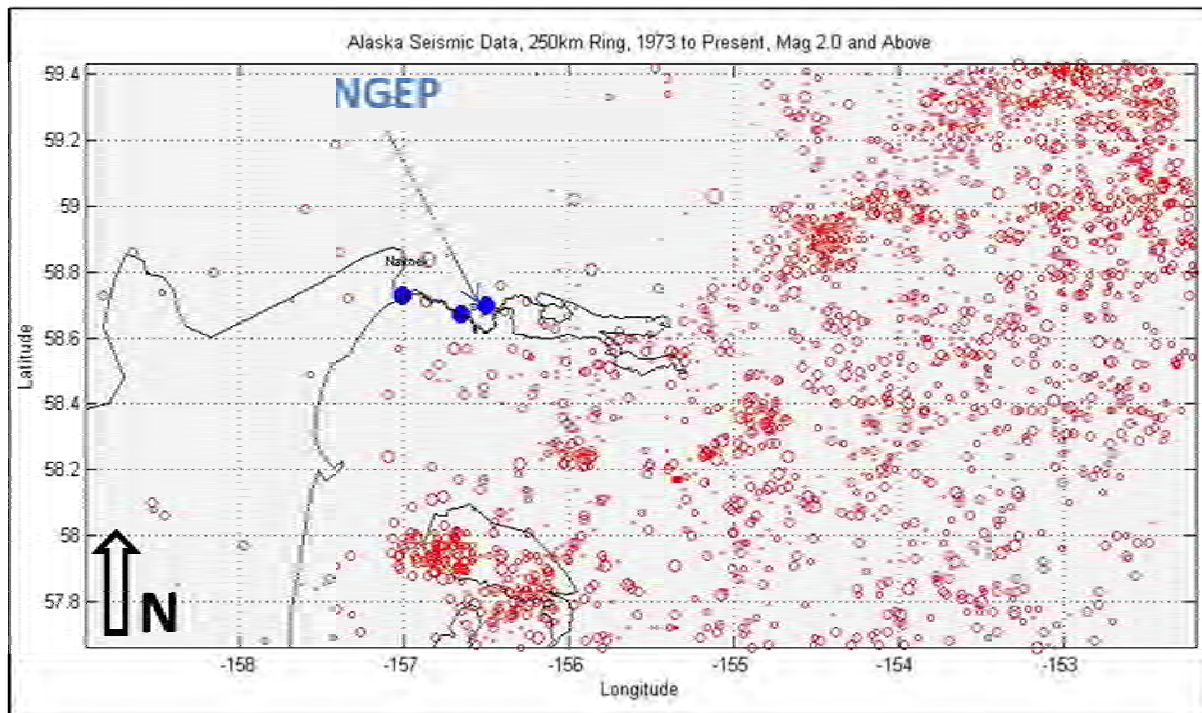 Alaska Seismic Data, 250km Ring, 1973 to Present, Mag 2.0 and Above
NGEP
59.4
59.2
59
58.8
58.6
58.4
58.2
58
57.8
Latitude
Naknek
N
-158
-157
-156
-155
-154
-153
Longitude